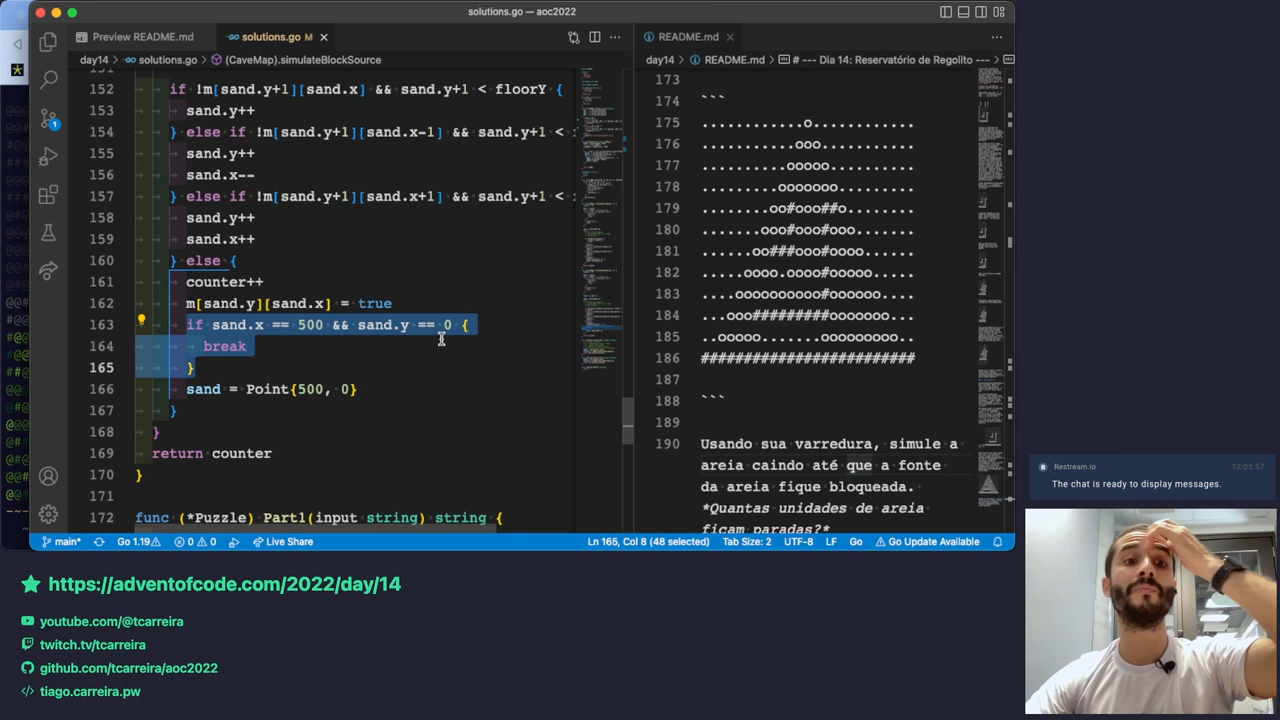 solutions.go — aoc2022
Preview README.md
solutions.go M
README.md
day14 > solutions.go > (CaveMap).simulateBlockSource
day14 > README.md > # --- Dia 14: Reservatório de Regolito ---
152 if !m[sand.y+1][sand.x] && sand.y+1 < floorY {
153 sand.y++
154 } else if !m[sand.y+1][sand.x-1] && sand.y+1 <
155 sand.y++
156 sand.x--
157 } else if !m[sand.y+1][sand.x+1] && sand.y+1 <
158 sand.y++
159 sand.x++
160 } else {
161 counter++
162 m[sand.y][sand.x] = true
163 if sand.x == 500 && sand.y == 0 {
164 break
165 }
166 sand = Point{500, 0}
167 }
168 }
169 return counter
170 }
171
172 func (*Puzzle) Part1(input string) string {
173
174 ```
175 ............o............
176 ...........ooo...........
177 ..........ooooo..........
178 .........ooooooo.........
179 ........oo#ooo##o........
180 .......ooo#ooo#ooo.......
181 ......oo###ooo#oooo......
182 .....oooo.oooo#ooooo.....
183 ....oooooooooo#oooooo....
184 ...ooo#########ooooooo...
185 ..ooooo.......ooooooooo..
186 #########################
187
188 ```
189
190 Usando sua varredura, simule a
areia caindo até que a fonte
da areia fique bloqueada.
*Quantas unidades de areia
ficam paradas?*
main* Go 1.19 0 0 Live Share
Ln 165, Col 8 (48 selected) Tab Size: 2 UTF-8 LF Go Go Update Available
Restream.io 12:03:57
The chat is ready to display messages.
https://adventofcode.com/2022/day/14
youtube.com/@tcarreira
twitch.tv/tcarreira
github.com/tcarreira/aoc2022
tiago.carreira.pw